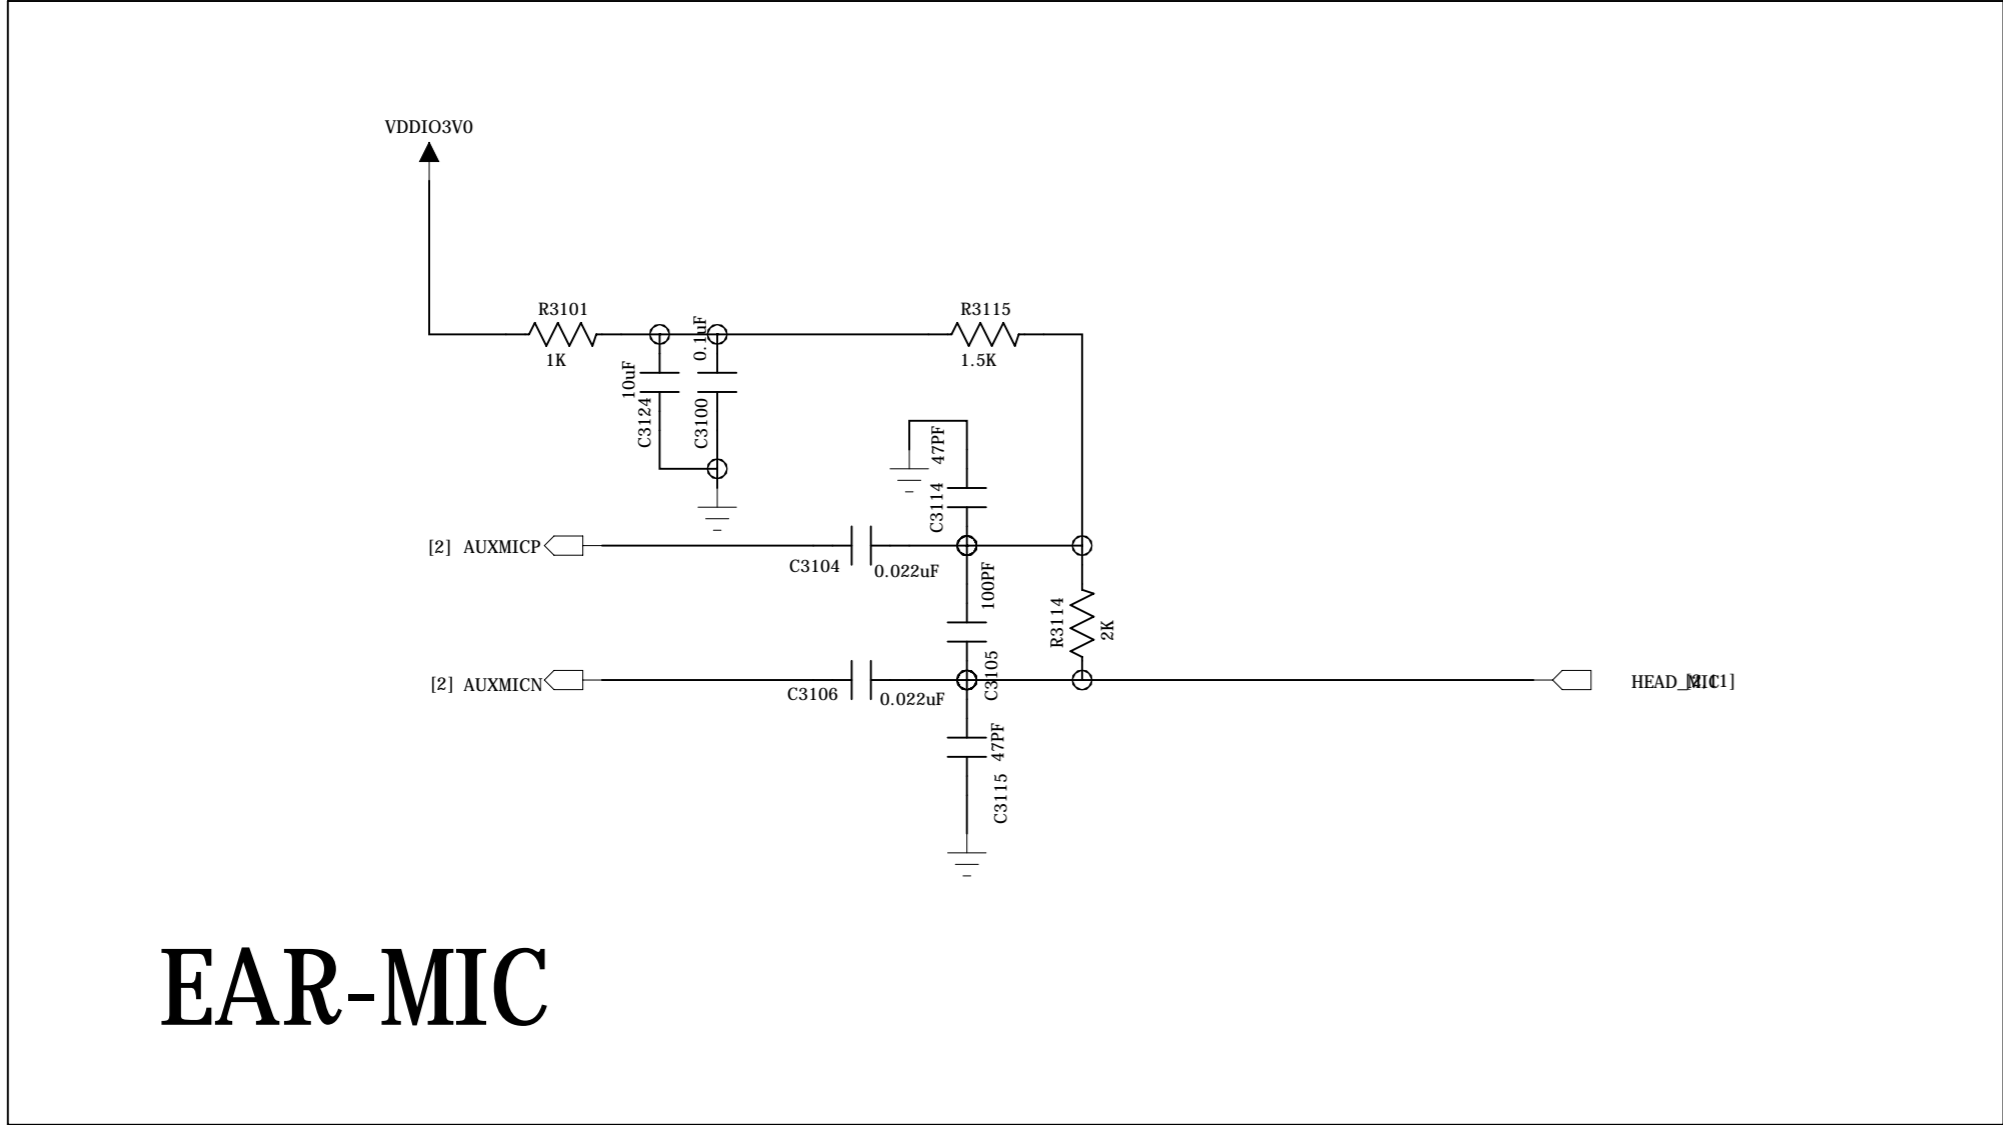 VDDIO3V0
R3101
1K
0.1uF
10uF
C3124
C3100
R3115
1.5K
47PF
C3114
[2] AUXMICP
C3104
0.022uF
100PF
R3114
2K
[2] AUXMICN
C3106
0.022uF
C3105
HEAD_MIC
47PF
C3115
EAR-MIC